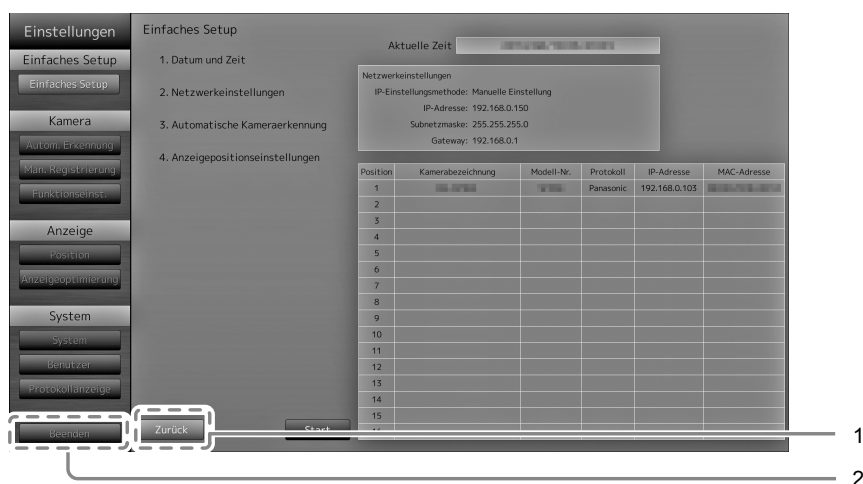 Einstellungen
Einfaches Setup
Einfaches Setup
Kamera
Autom. Erkennung
Man. Registrierung
Funktionseinst.
Anzeige
Position
Anzeigeoptimierung
System
System
Benutzer
Protokollanzeige
Beenden
Einfaches Setup
1. Datum und Zeit
2. Netzwerkeinstellungen
3. Automatische Kameraerkennung
4. Anzeigepositionseinstellungen
Zurück
Start
Aktuelle Zeit
Netzwerkeinstellungen
IP-Einstellungsmethode: Manuelle Einstellung
IP-Adresse: 192.168.0.150
Subnetzmaske: 255.255.255.0
Gateway: 192.168.0.1
Position Kamerabezeichnung Modell-Nr. Protokoll IP-Adresse MAC-Adresse
1 Panasonic 192.168.0.103
2
3
4
5
6
7
8
9
10
11
12
13
14
15
1
2